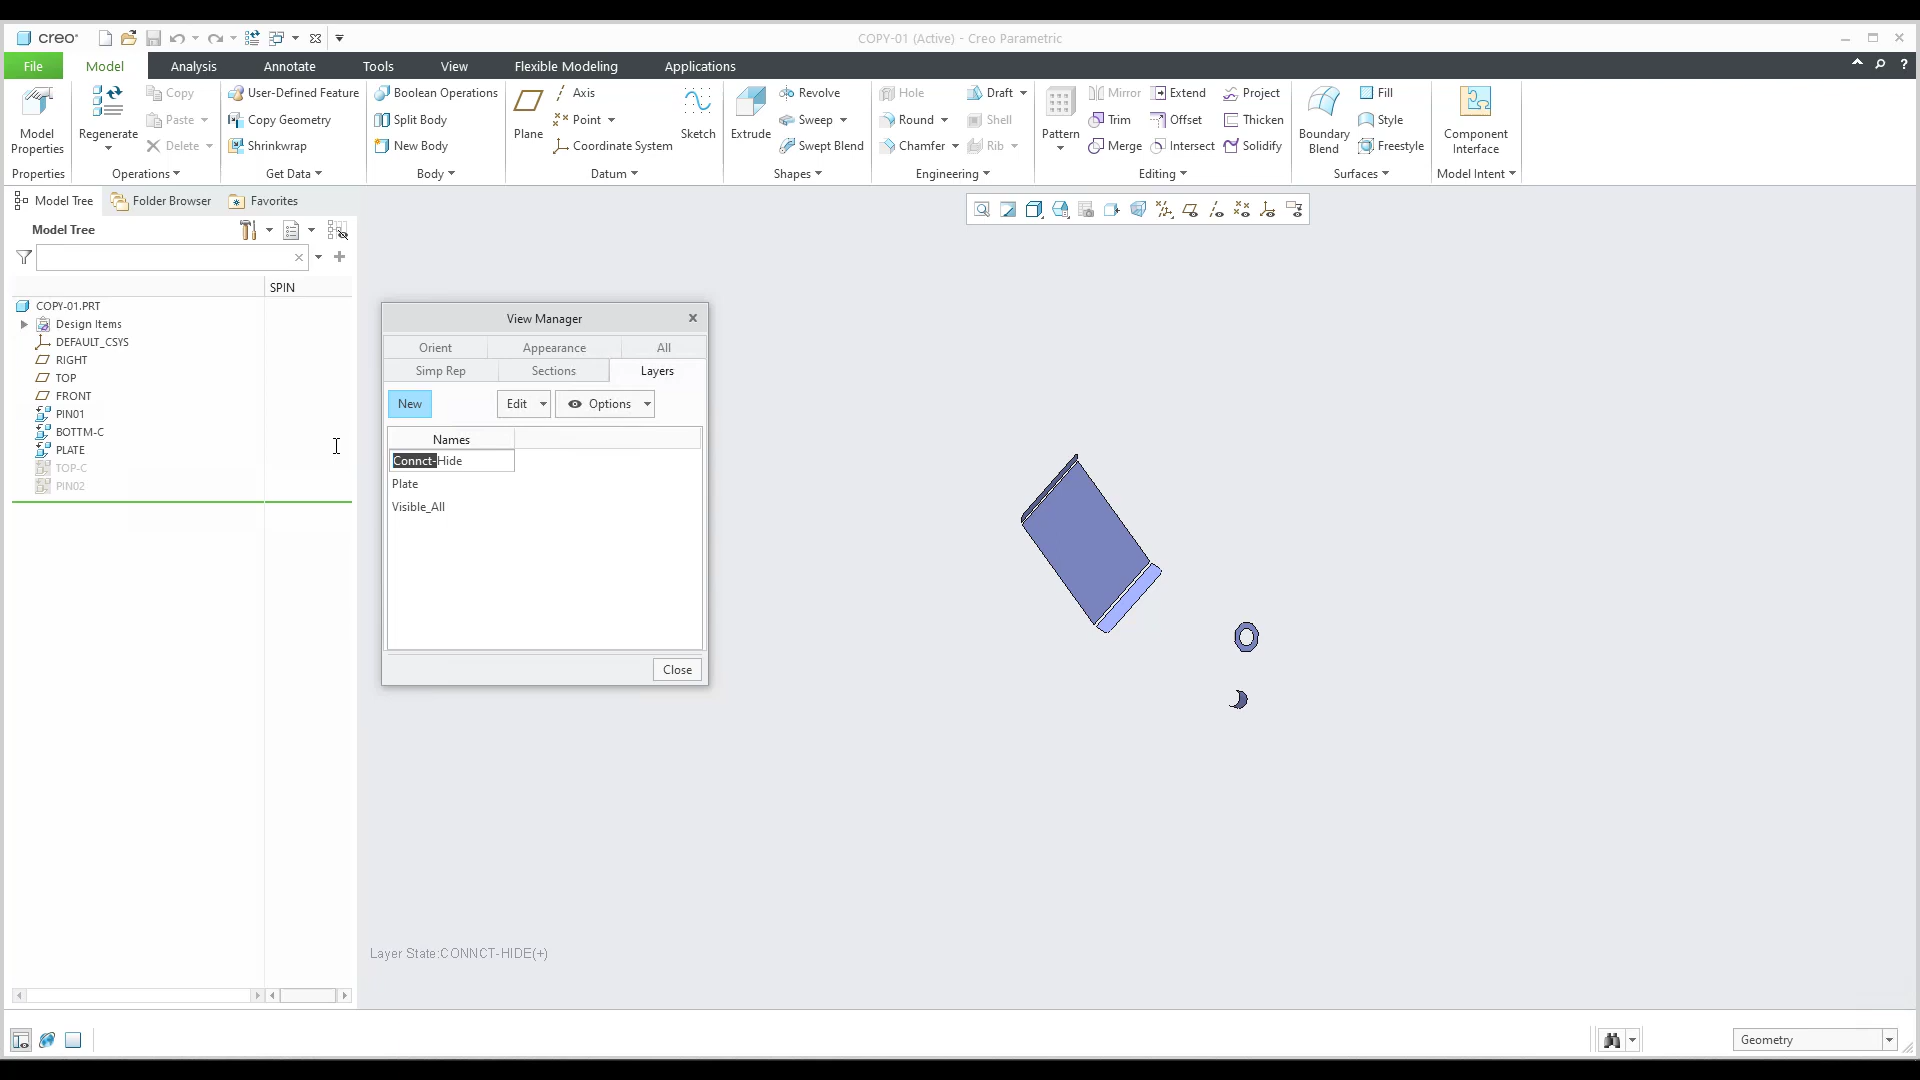 creo
COPY-01 (Active) - Creo Parametric
File
Model
Analysis
Annotate
Tools
View
Flexible Modeling
Applications
Model
Properties
Regenerate
Copy
Paste
Delete
User-Defined Feature
Copy Geometry
Shrinkwrap
Boolean Operations
Split Body
New Body
Plane
Axis
Point
Coordinate System
Sketch
Extrude
Revolve
Sweep
Swept Blend
Hole
Round
Chamfer
Draft
Shell
Rib
Pattern
Mirror
Trim
Merge
Extend
Offset
Intersect
Project
Thicken
Solidify
Boundary
Blend
Fill
Style
Freestyle
Component
Interface
Properties
Operations
Get Data
Body
Datum
Shapes
Engineering
Editing
Surfaces
Model Intent
Model Tree
Folder Browser
Favorites
Model Tree
SPIN
COPY-01.PRT
Design Items
DEFAULT_CSYS
RIGHT
TOP
FRONT
PIN01
BOTTM-C
PLATE
TOP-C
PIN02
View Manager
Orient
Appearance
All
Simp Rep
Sections
Layers
New
Edit
Options
Names
Connct-Hide
Plate
Visible_All
Close
Layer State:CONNCT-HIDE(+)
Geometry